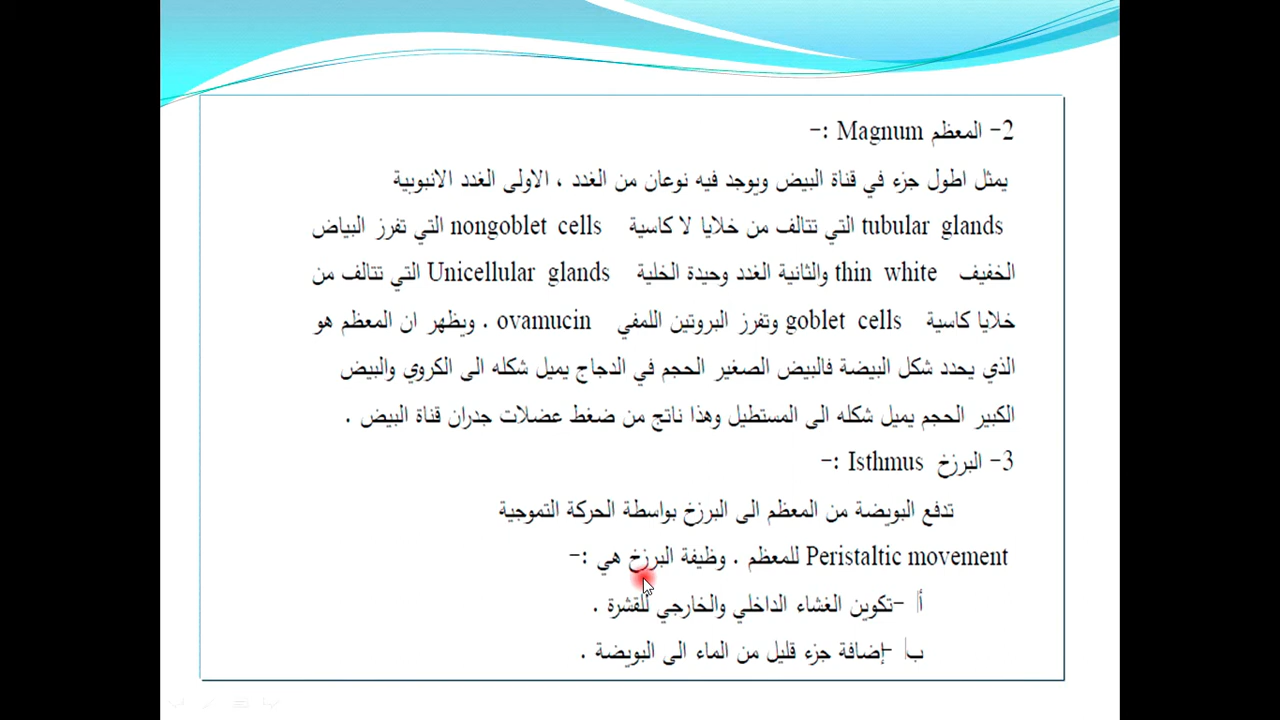 2- المعظم Magnum :-
يمثل اطول جزء في قناة البيض ويوجد فيه نوعان من الغدد ، الاولى الغدد الانبوبية
tubular glands التي تتالف من خلايا لا كاسية nongoblet cells التي تفرز البياض
الخفيف thin white والثانية الغدد وحيدة الخلية Unicellular glands التي تتالف من
خلايا كاسية goblet cells وتفرز البروتين اللمفي ovamucin . ويظهر ان المعظم هو
الذي يحدد شكل البيضة فالبيض الصغير الحجم في الدجاج يميل شكله الى الكروي والبيض
الكبير الحجم يميل شكله الى المستطيل وهذا ناتج من ضغط عضلات جدران قناة البيض .
3- البرزخ Isthmus :-
تدفع البويضة من المعظم الى البرزخ بواسطة الحركة التموجية
Peristaltic movement للمعظم . وظيفة البرزخ هي :-
أ -تكوين الغشاء الداخلي والخارجي للقشرة .
ب -إضافة جزء قليل من الماء الى البويضة .